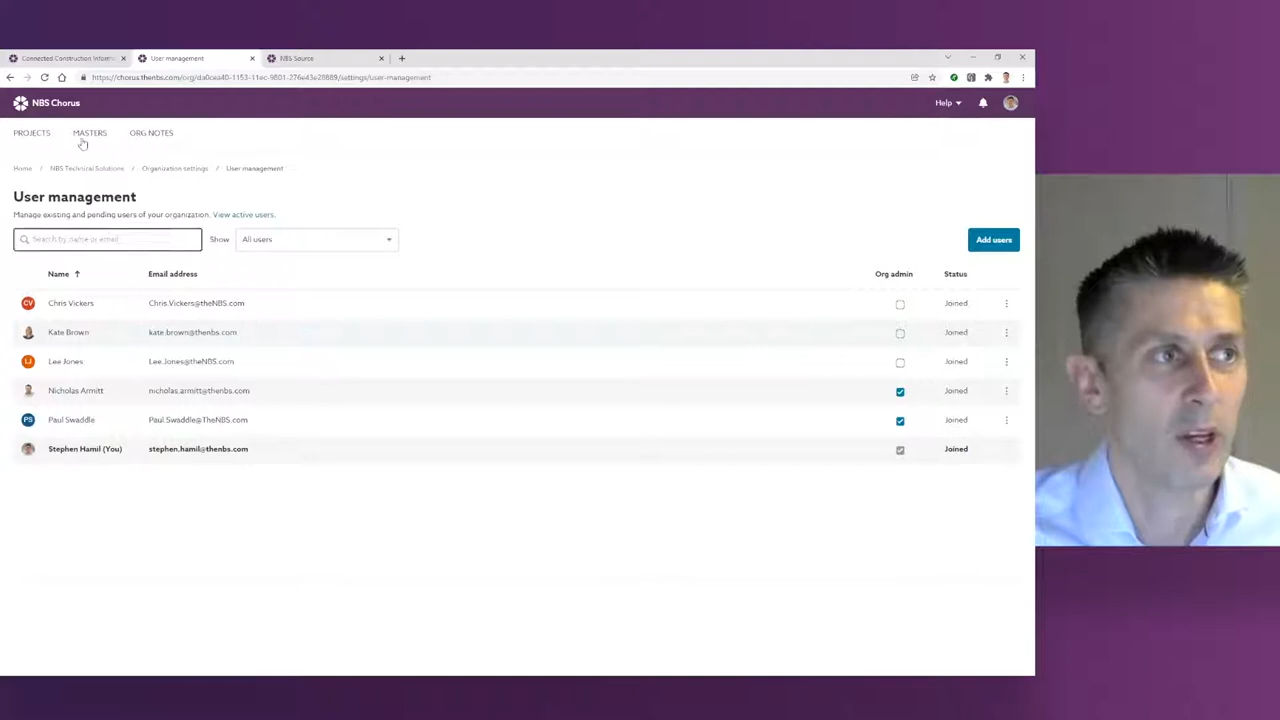 Connected Construction Inform
User management
NBS Source
https://chorus.thenbs.com/org/da0cea40-1153-11ec-9801-276e43e28889/settings/user-management
NBS Chorus
Help
PROJECTS MASTERS ORG NOTES
Home / NBS Technical Solutions / Organization settings / User management
User management
Manage existing and pending users of your organization. View active users.
Search by name or email
Show
All users
Add users
Name Email address Org admin Status
CV Chris Vickers Chris.Vickers@theNBS.com Joined
Kate Brown kate.brown@thenbs.com Joined
LJ Lee Jones Lee.Jones@theNBS.com Joined
Nicholas Armitt nicholas.armitt@thenbs.com Joined
PS Paul Swaddle Paul.Swaddle@TheNBS.com Joined
Stephen Hamil (You) stephen.hamil@thenbs.com Joined